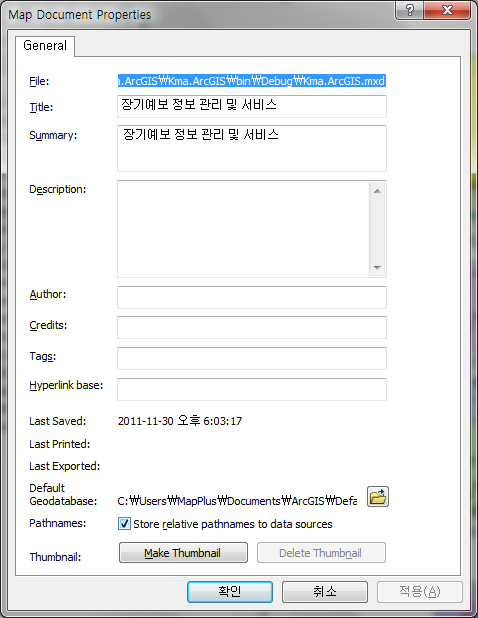 Map Document Properties
General
File: a.ArcGIS₩Kma.ArcGIS₩bin₩Debug₩Kma.ArcGIS.mxd
Title: 장기예보 정보 관리 및 서비스
Summary: 장기예보 정보 관리 및 서비스
Description:
Author:
Credits:
Tags:
Hyperlink base:
Last Saved: 2011-11-30 오후 6:03:17
Last Printed:
Last Exported:
Default
Geodatabase: C:₩Users₩MapPlus₩Documents₩ArcGIS₩Defa
Pathnames: Store relative pathnames to data sources
Thumbnail: Make Thumbnail Delete Thumbnail
확인 취소 적용(A)